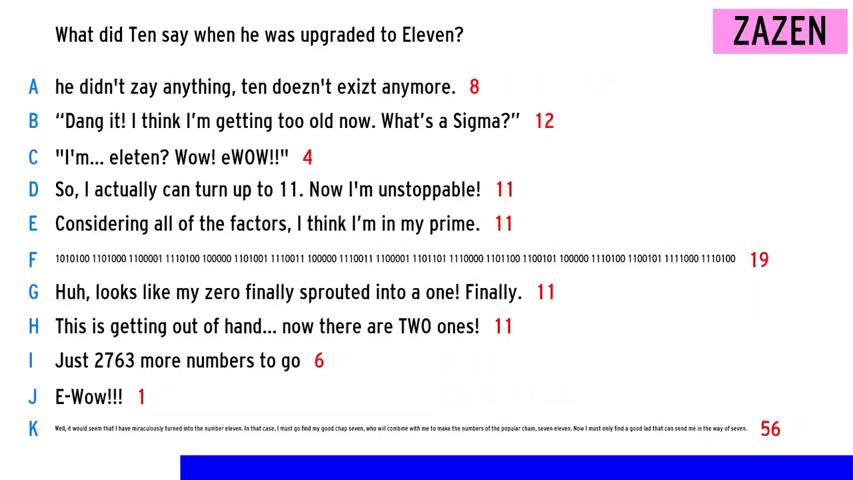 What did Ten say when he was upgraded to Eleven?
ZAZEN
A he didn't zay anything, ten doezn't exizt anymore. 8
B “Dang it! I think I’m getting too old now. What’s a Sigma?” 12
C "I'm... eleten? Wow! eWOW!!" 4
D So, I actually can turn up to 11. Now I'm unstoppable! 11
E Considering all of the factors, I think I’m in my prime. 11
F 1010100 1101000 1100001 1110100 100000 1101001 1110011 100000 1110011 1100001 1101101 1110000 1101100 1100101 100000 1110100 1100101 1111000 1110100 19
G Huh, looks like my zero finally sprouted into a one! Finally. 11
H This is getting out of hand... now there are TWO ones! 11
I Just 2763 more numbers to go 6
J E-Wow!!! 1
K Well, it would seem that I have miraculously turned into the number eleven. In that case, I must go find my good chap seven, who will combine with me to make the numbers of the popular chain, seven eleven. Now I must only find a good lad that can send me in the way of seven. 56